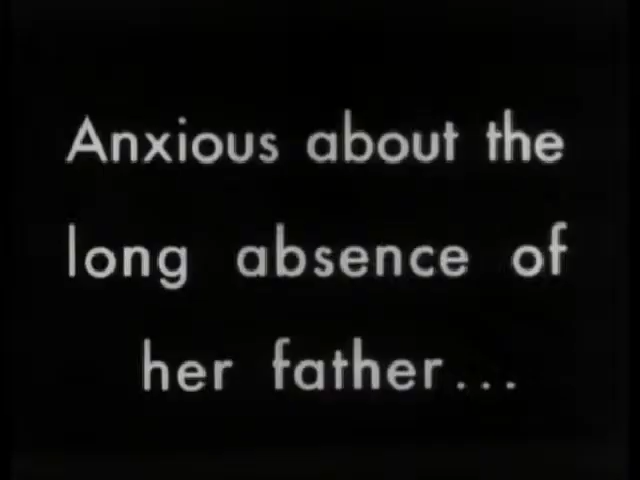 Anxious about the
long absence of
her father...